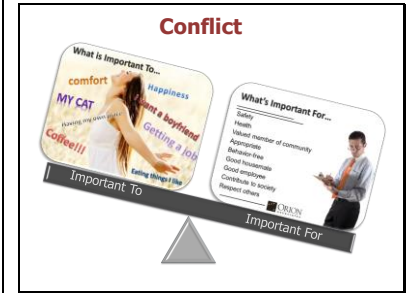 Conflict
What is Important To...
comfort
Happiness
MY CAT
ant a boyfriend
Having my own
Getting a job
Coffee!!!
Eating things I like
What's Important For...
Safety
Health
Valued member of community
Appropriate
Behavior-free
Good housemate
Good employee
Contribute to society
Respect others
ORION
Important To
Important For